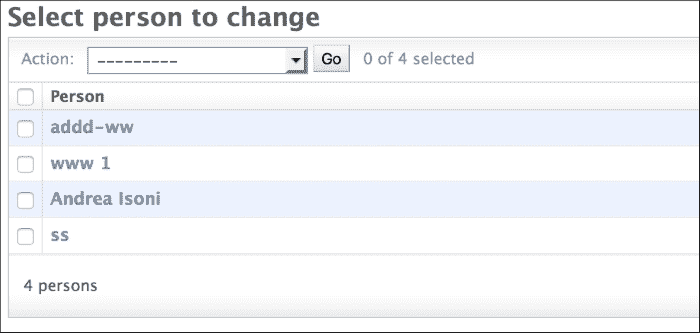 Select person to change
Action: --------- Go 0 of 4 selected
Person
addd-ww
www 1
Andrea Isoni
ss
4 persons